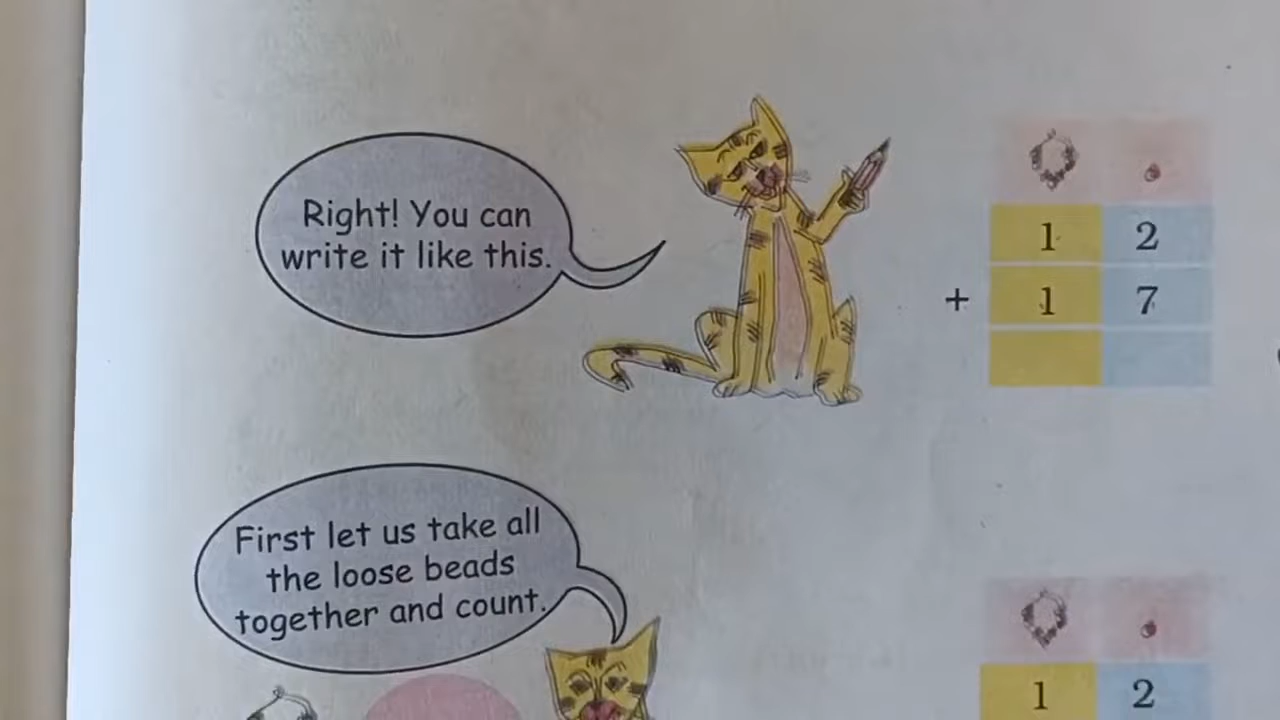 Right! You can
write it like this.
1 2
+ 1 7
First let us take all
the loose beads
together and count.
1 2